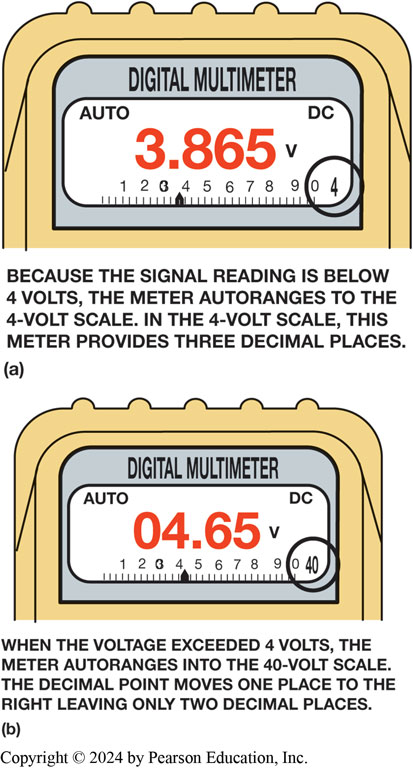 DIGITAL MULTIMETER
AUTO DC
3.865 V
1 2 0 3 4 5 6 7 8 9 0 4
BECAUSE THE SIGNAL READING IS BELOW
4 VOLTS, THE METER AUTORANGES TO THE
4-VOLT SCALE. IN THE 4-VOLT SCALE, THIS
METER PROVIDES THREE DECIMAL PLACES.
(a)
DIGITAL MULTIMETER
AUTO DC
04.65 V
1 2 0 3 4 5 6 7 8 9 0 40
WHEN THE VOLTAGE EXCEEDED 4 VOLTS, THE
METER AUTORANGES INTO THE 40-VOLT SCALE.
THE DECIMAL POINT MOVES ONE PLACE TO THE
RIGHT LEAVING ONLY TWO DECIMAL PLACES.
(b)
Copyright © 2024 by Pearson Education, Inc.